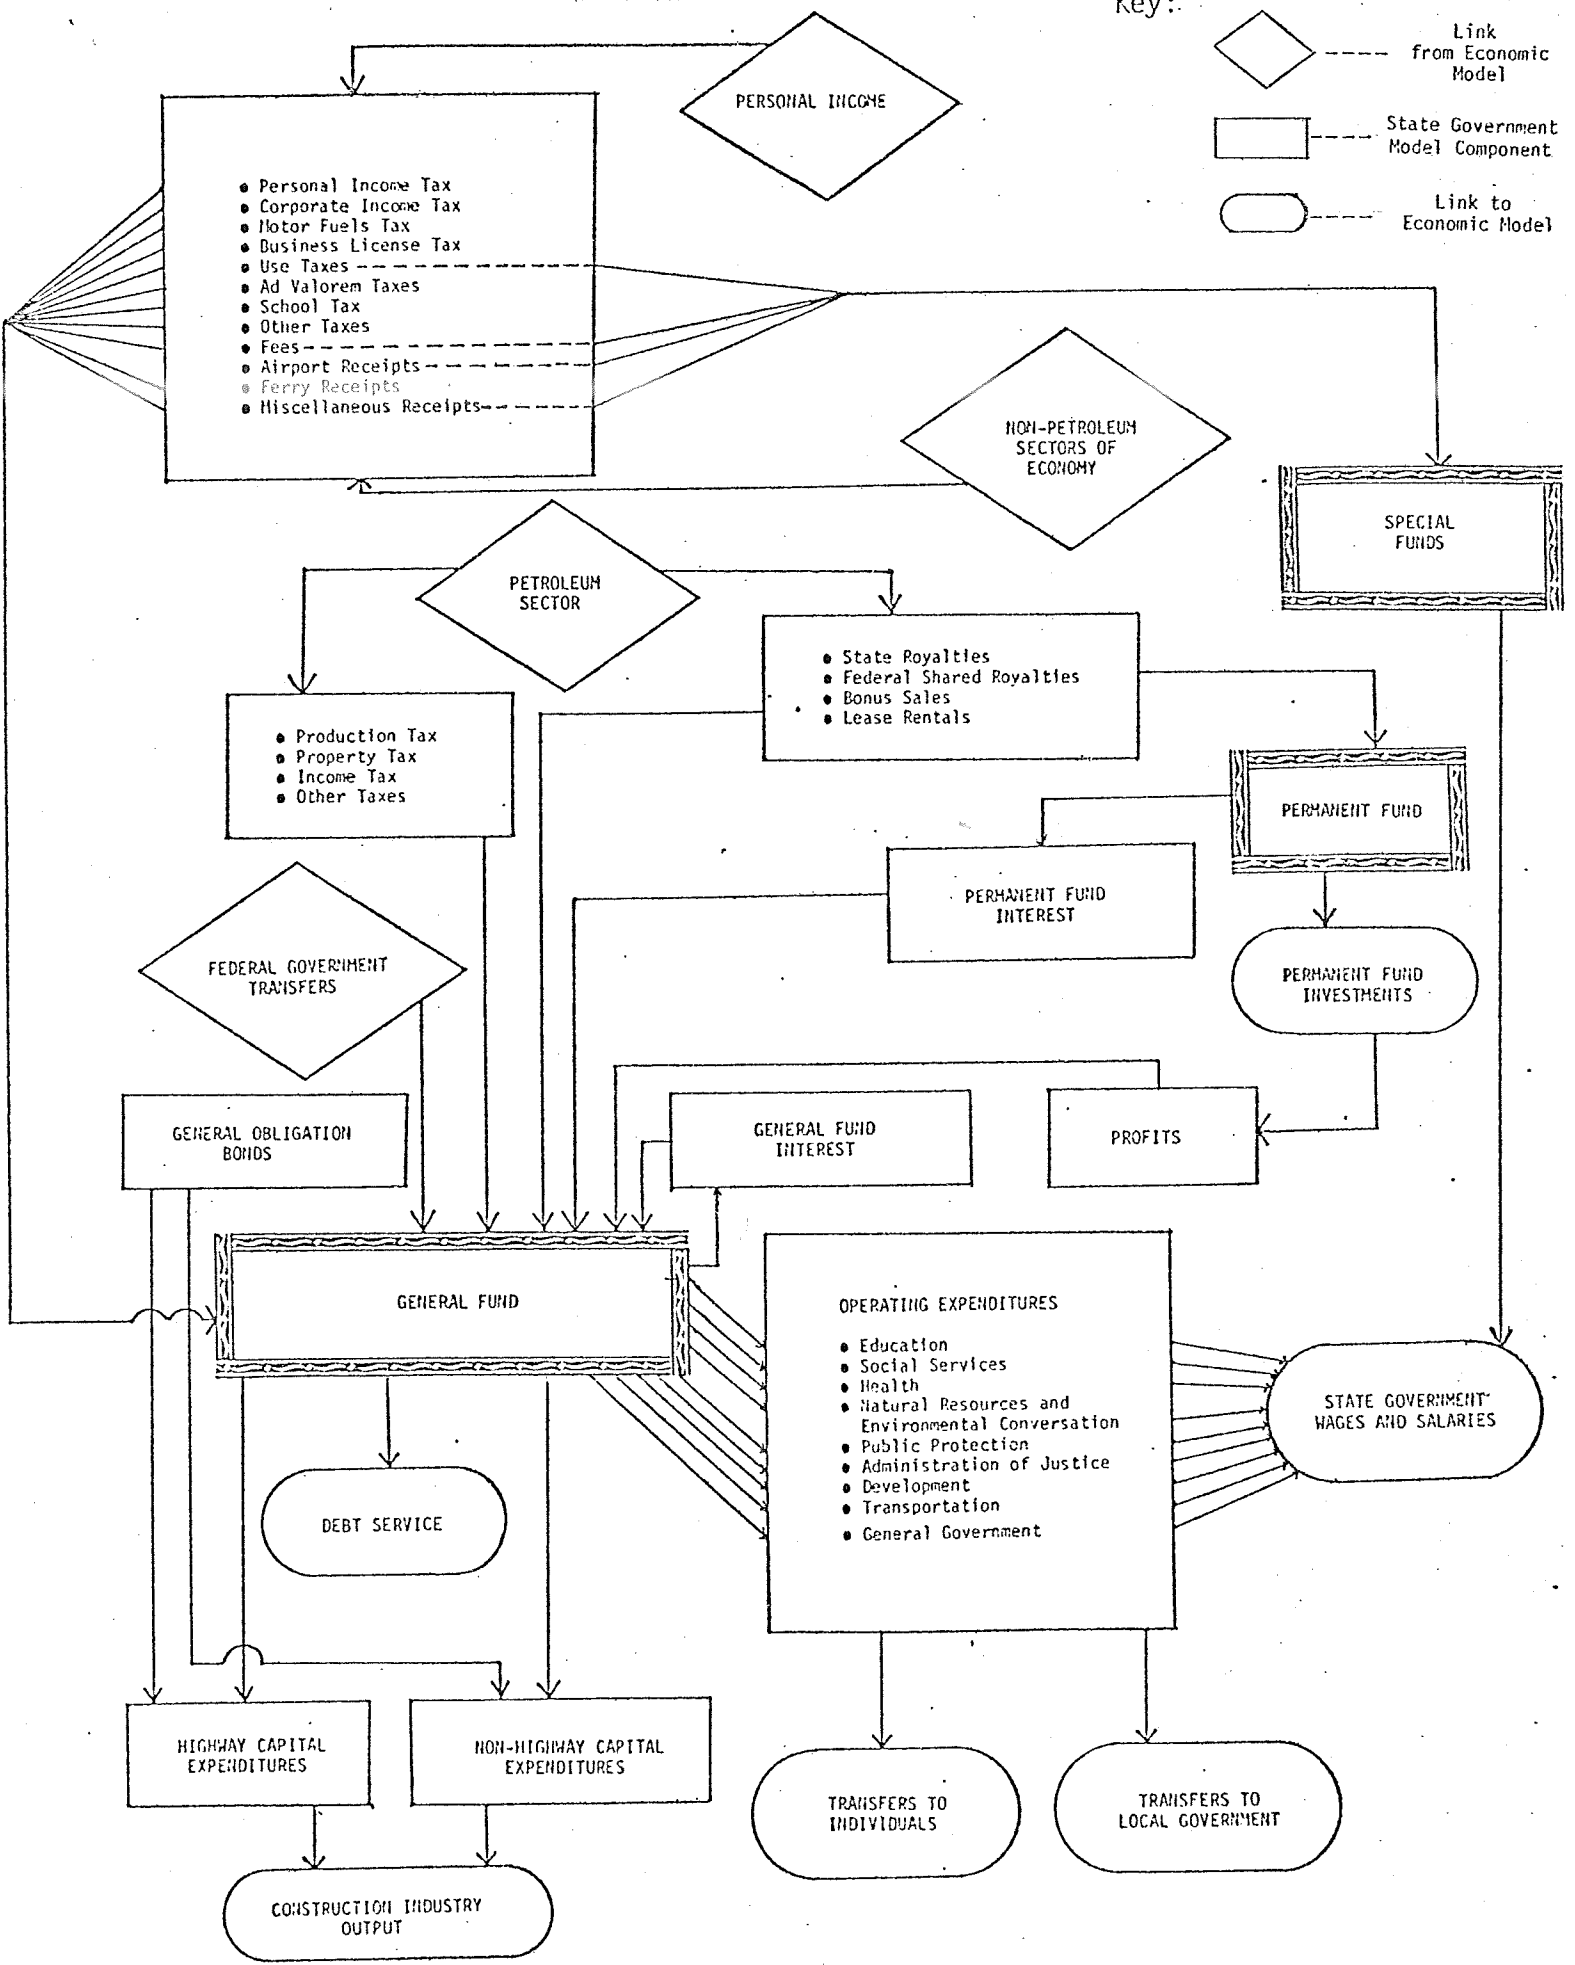 Key:
Link
from Economic
Model
State Government
Model Component
Link to
Economic Model
PERSONAL INCOME
• Personal Income Tax
• Corporate Income Tax
• Motor Fuels Tax
• Business License Tax
• Use Taxes
• Ad Valorem Taxes
• School Tax
• Other Taxes
• Fees
• Airport Receipts
• Ferry Receipts
• Miscellaneous Receipts
NON-PETROLEUM
SECTORS OF
ECONOMY
SPECIAL
FUNDS
PETROLEUM
SECTOR
• State Royalties
• Federal Shared Royalties
• Bonus Sales
• Lease Rentals
• Production Tax
• Property Tax
• Income Tax
• Other Taxes
PERMANENT FUND
PERMANENT FUND
INTEREST
FEDERAL GOVERNMENT
TRANSFERS
PERMANENT FUND
INVESTMENTS
GENERAL OBLIGATION
BONDS
GENERAL FUND
INTEREST
PROFITS
GENERAL FUND
OPERATING EXPENDITURES
• Education
• Social Services
• Health
• Natural Resources and
Environmental Conversation
• Public Protection
• Administration of Justice
• Development
• Transportation
• General Government
STATE GOVERNMENT
WAGES AND SALARIES
DEBT SERVICE
HIGHWAY CAPITAL
EXPENDITURES
NON-HIGHWAY CAPITAL
EXPENDITURES
TRANSFERS TO
INDIVIDUALS
TRANSFERS TO
LOCAL GOVERNMENT
CONSTRUCTION INDUSTRY
OUTPUT